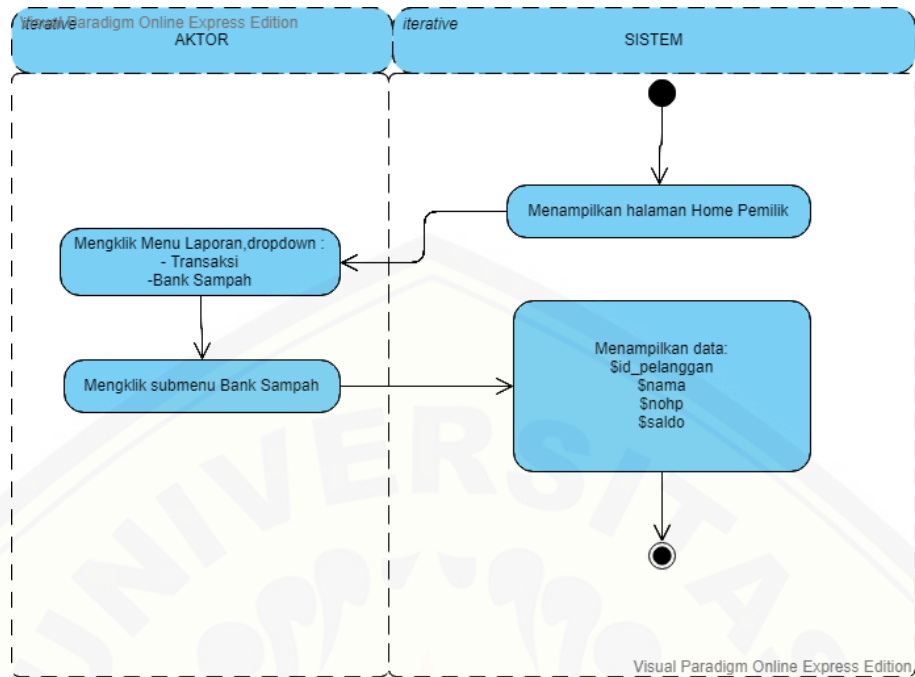 Visual Paradigm Online Express Edition
iterative
AKTOR
iterative
SISTEM
Menampilkan halaman Home Pemilik
Mengklik Menu Laporan,dropdown :
- Transaksi
-Bank Sampah
Mengklik submenu Bank Sampah
Menampilkan data:
$id_pelanggan
$nama
$nohp
$saldo
UNIVERSITAS
Visual Paradigm Online Express Edition